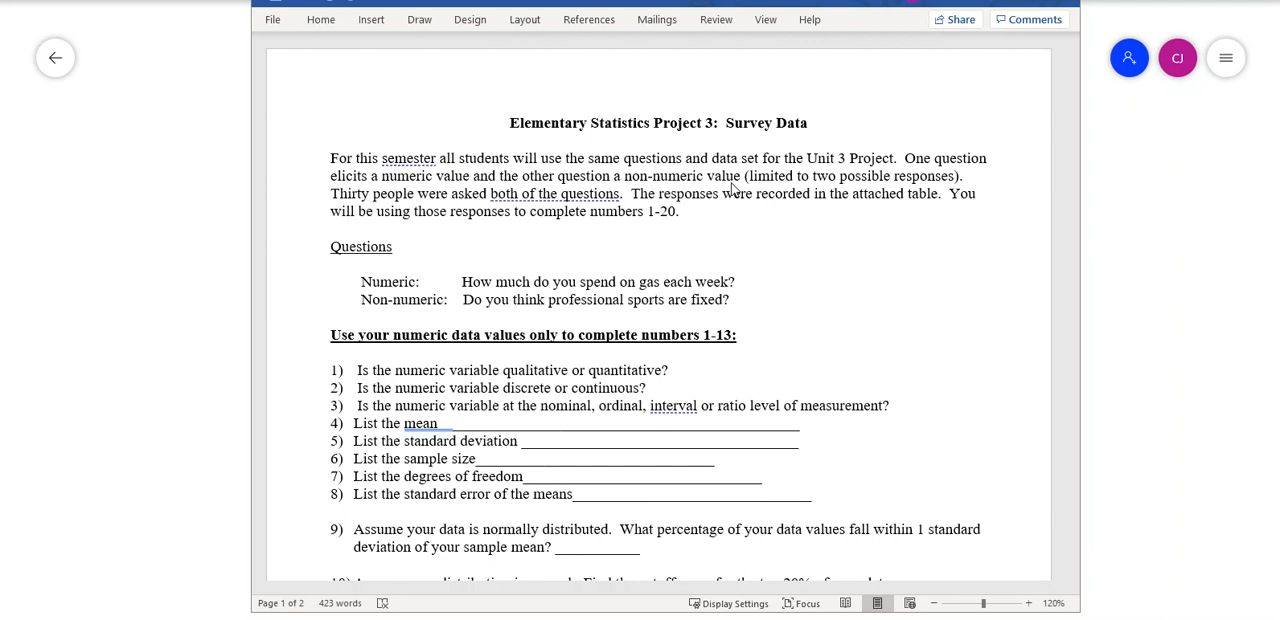 File Home Insert Draw Design Layout References Mailings Review View Help Share Comments
CJ
Elementary Statistics Project 3: Survey Data
For this semester all students will use the same questions and data set for the Unit 3 Project. One question
elicits a numeric value and the other question a non-numeric value (limited to two possible responses).
Thirty people were asked both of the questions. The responses were recorded in the attached table. You
will be using those responses to complete numbers 1-20.
Questions
Numeric: How much do you spend on gas each week?
Non-numeric: Do you think professional sports are fixed?
Use your numeric data values only to complete numbers 1-13:
1) Is the numeric variable qualitative or quantitative?
2) Is the numeric variable discrete or continuous?
3) Is the numeric variable at the nominal, ordinal, interval or ratio level of measurement?
4) List the mean
5) List the standard deviation
6) List the sample size
7) List the degrees of freedom
8) List the standard error of the means
9) Assume your data is normally distributed. What percentage of your data values fall within 1 standard
deviation of your sample mean?
Page 1 of 2 423 words Display Settings Focus 120%